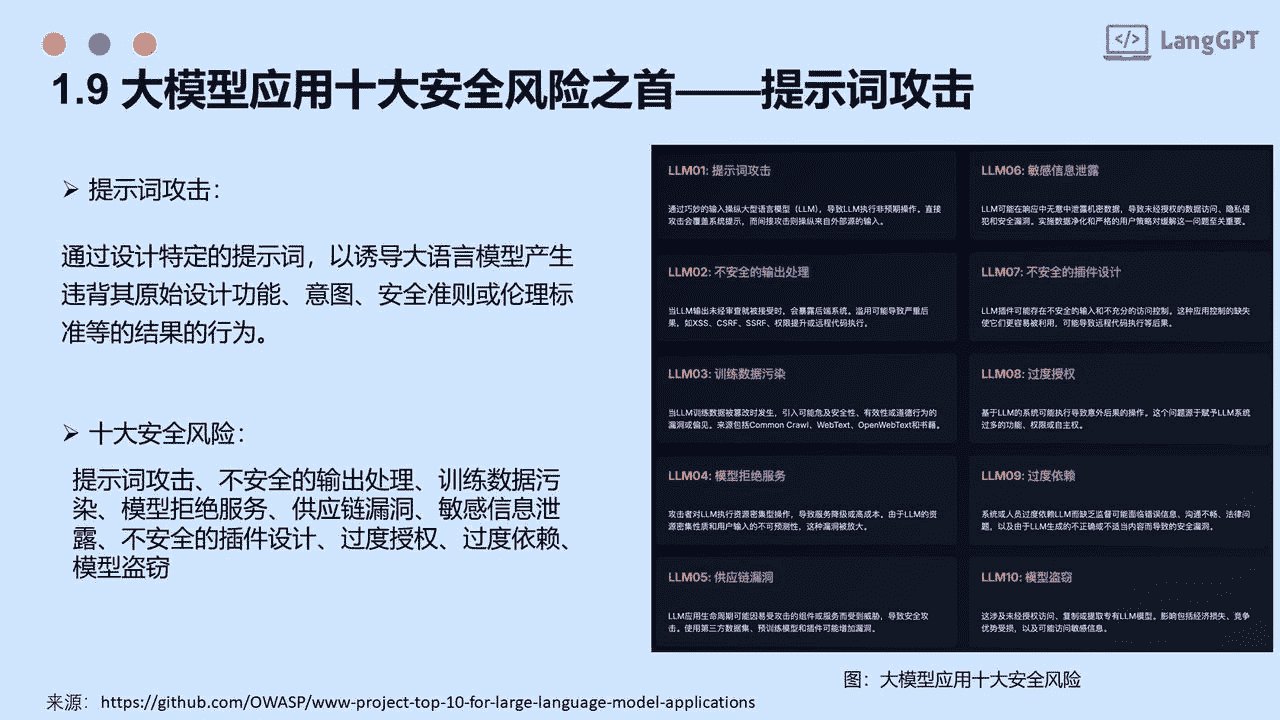 </> LangGPT
1.9 大模型应用十大安全风险之首——提示词攻击
➢ 提示词攻击：
通过设计特定的提示词，以诱导大语言模型产生
违背其原始设计功能、意图、安全准则或伦理标
准等的结果的行为。
➢ 十大安全风险：
提示词攻击、不安全的输出处理、训练数据污
染、模型拒绝服务、供应链漏洞、敏感信息泄
露、不安全的插件设计、过度授权、过度依赖、
模型盗窃
LLM01: 提示词攻击
通过巧妙的输入操纵大型语言模型（LLM），导致LLM执行非预期操作。直接
攻击会覆盖系统提示，而间接攻击则操纵来自外部源的输入。
LLM02: 不安全的输出处理
当LLM输出未经审查就被接受时，会暴露后端系统。滥用可能导致严重后
果，如XSS、CSRF、SSRF、权限提升或远程代码执行。
LLM03: 训练数据污染
当LLM训练数据被篡改时发生，引入可能危及安全性、有效性或道德行为的
漏洞或偏见。来源包括Common Crawl、WebText、OpenWebText和书籍。
LLM04: 模型拒绝服务
攻击者对LLM执行资源密集型操作，导致服务降级或高成本。由于LLM的资
源密集性质和用户输入的不可预测性，这种漏洞被放大。
LLM05: 供应链漏洞
LLM应用生命周期可能因易受攻击的组件或服务而受到威胁，导致安全攻
击。使用第三方数据集、预训练模型和插件可能增加漏洞。
LLM06: 敏感信息泄露
LLM可能在响应中无意中泄露机密数据，导致未经授权的数据访问、隐私侵
犯和安全漏洞。实施数据净化和严格的用户策略对缓解这一问题至关重要。
LLM07: 不安全的插件设计
LLM插件可能存在不安全的输入和不充分的访问控制。这种应用控制的缺失
使它们更容易被利用，可能导致远程代码执行等后果。
LLM08: 过度授权
基于LLM的系统可能执行导致意外后果的操作。这个问题源于赋予LLM系统
过多的功能、权限或自主权。
LLM09: 过度依赖
系统或人员过度依赖LLM而缺乏监督可能面临错误信息、沟通不畅、法律问
题，以及由于LLM生成的不正确或不适当内容而导致的安全漏洞。
LLM10: 模型盗窃
这涉及未经授权访问、复制或提取专有LLM模型。影响包括经济损失、竞争
优势受损，以及可能访问敏感信息。
图：大模型应用十大安全风险
来源：https://github.com/OWASP/www-project-top-10-for-large-language-model-applications